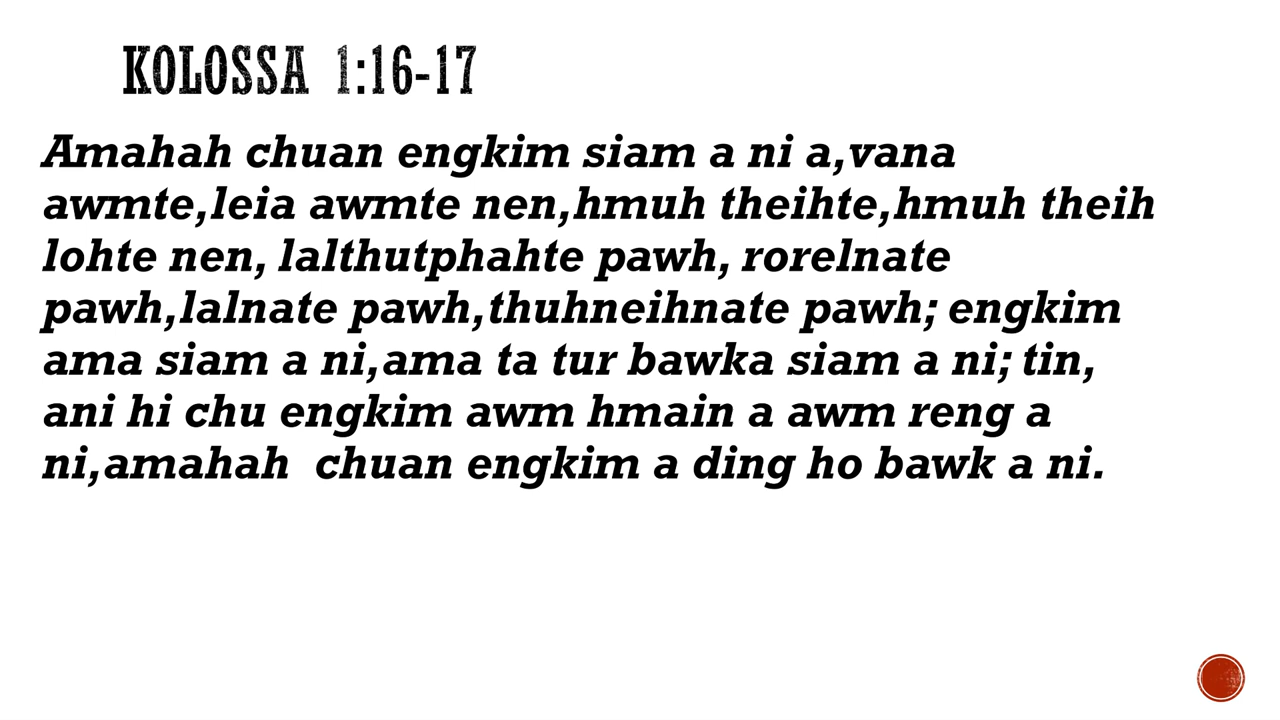 KOLOSSA 1:16-17
Amahah chuan engkim siam a ni a,vana
awmte,leia awmte nen,hmuh theihte,hmuh theih
lohte nen, lalthutphahte pawh, rorelnate
pawh,lalnate pawh,thuhneihnate pawh; engkim
ama siam a ni,ama ta tur bawka siam a ni; tin,
ani hi chu engkim awm hmain a awm reng a
ni,amahah  chuan engkim a ding ho bawk a ni.